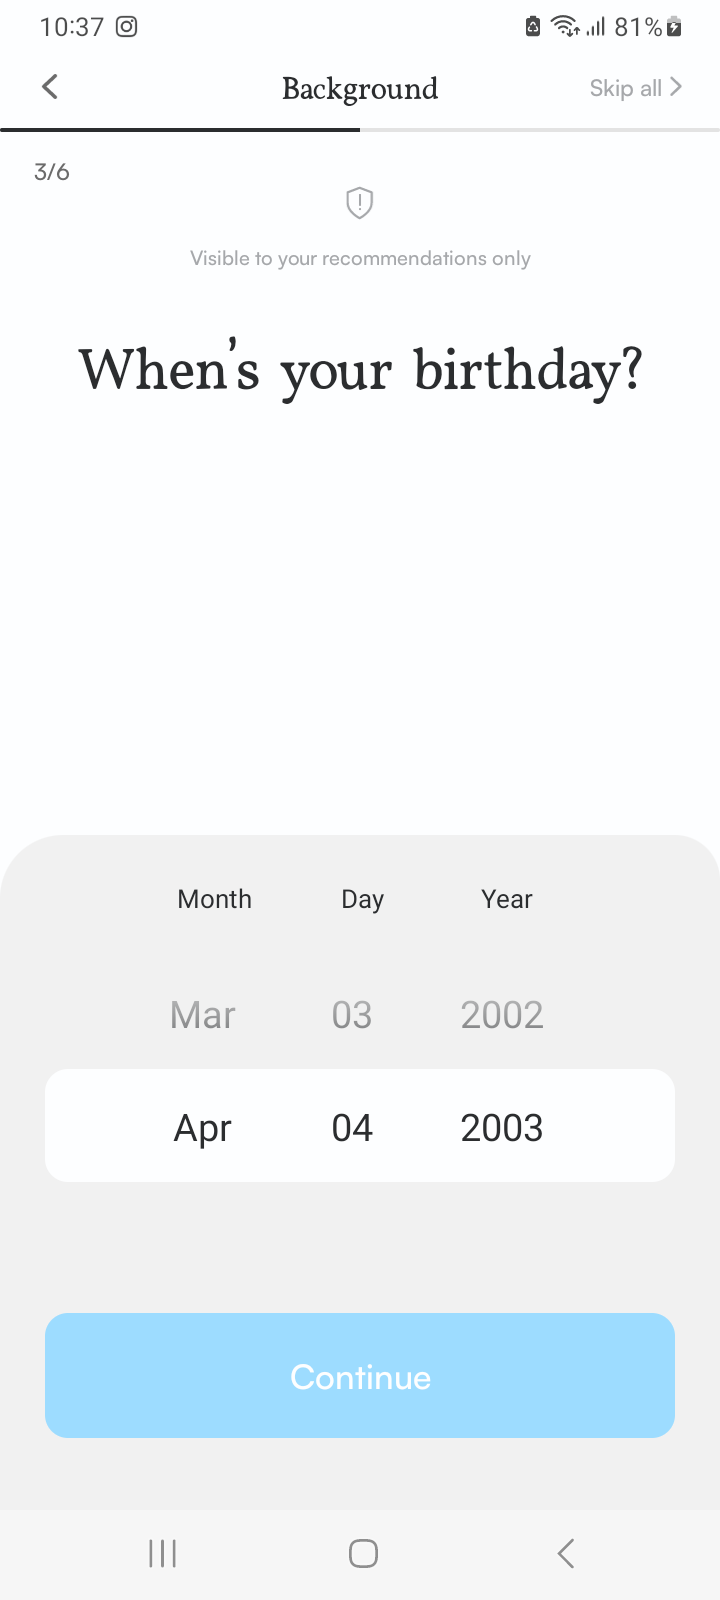 10:37 81%
Background Skip all
3/6
Visible to your recommendations only
When's your birthday?
Month Day Year
Mar 03 2002
Apr 04 2003
Continue